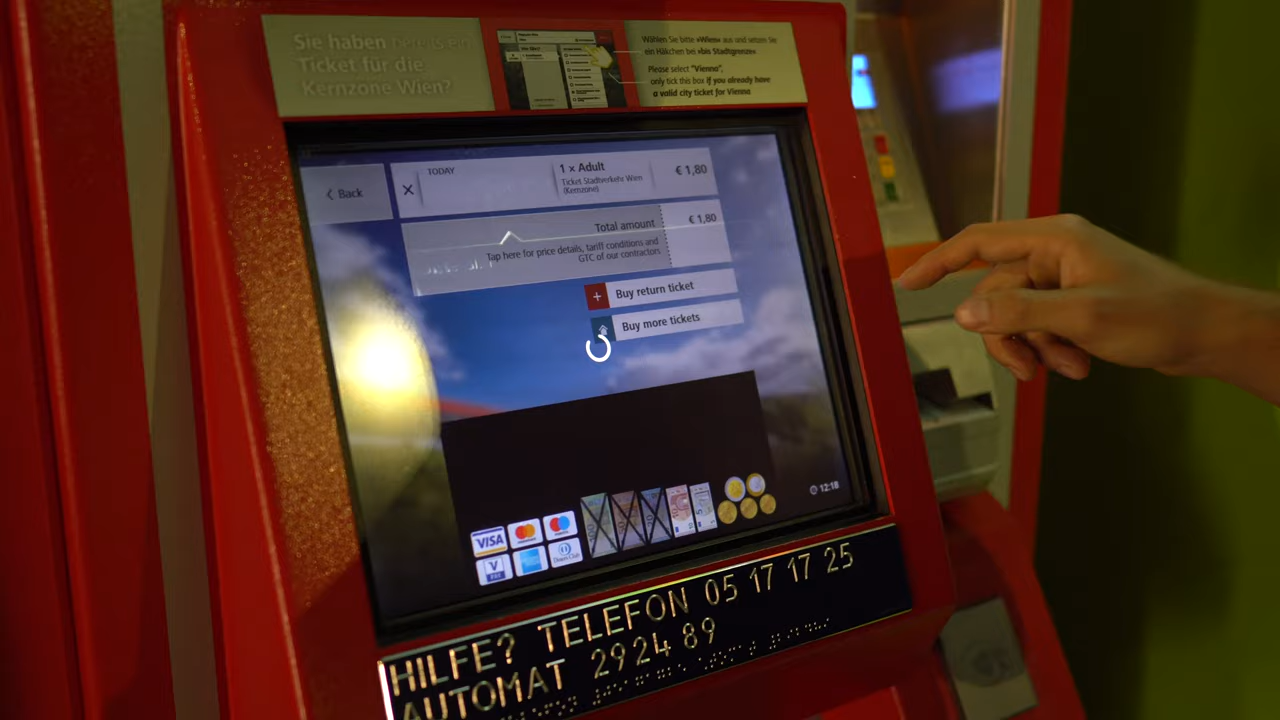 Sie haben bereits ein
Ticket für die
Kernzone Wien?
Wählen Sie bitte »Wien« aus und setzen Sie
ein Häkchen bei »bis Stadtgrenze«
Please select "Vienna",
only tick this box if you already have
a valid city ticket for Vienna
Back
TODAY
1 × Adult
Ticket Stadtverkehr Wien
(Kernzone)
€ 1,80
Total amount
€ 1,80
Tap here for price details, tariff conditions and
GTC of our contractors
Buy return ticket
Buy more tickets
12:18
VISA
V
HILFE? TELEFON 05 17 17 25
AUTOMAT 2924 89